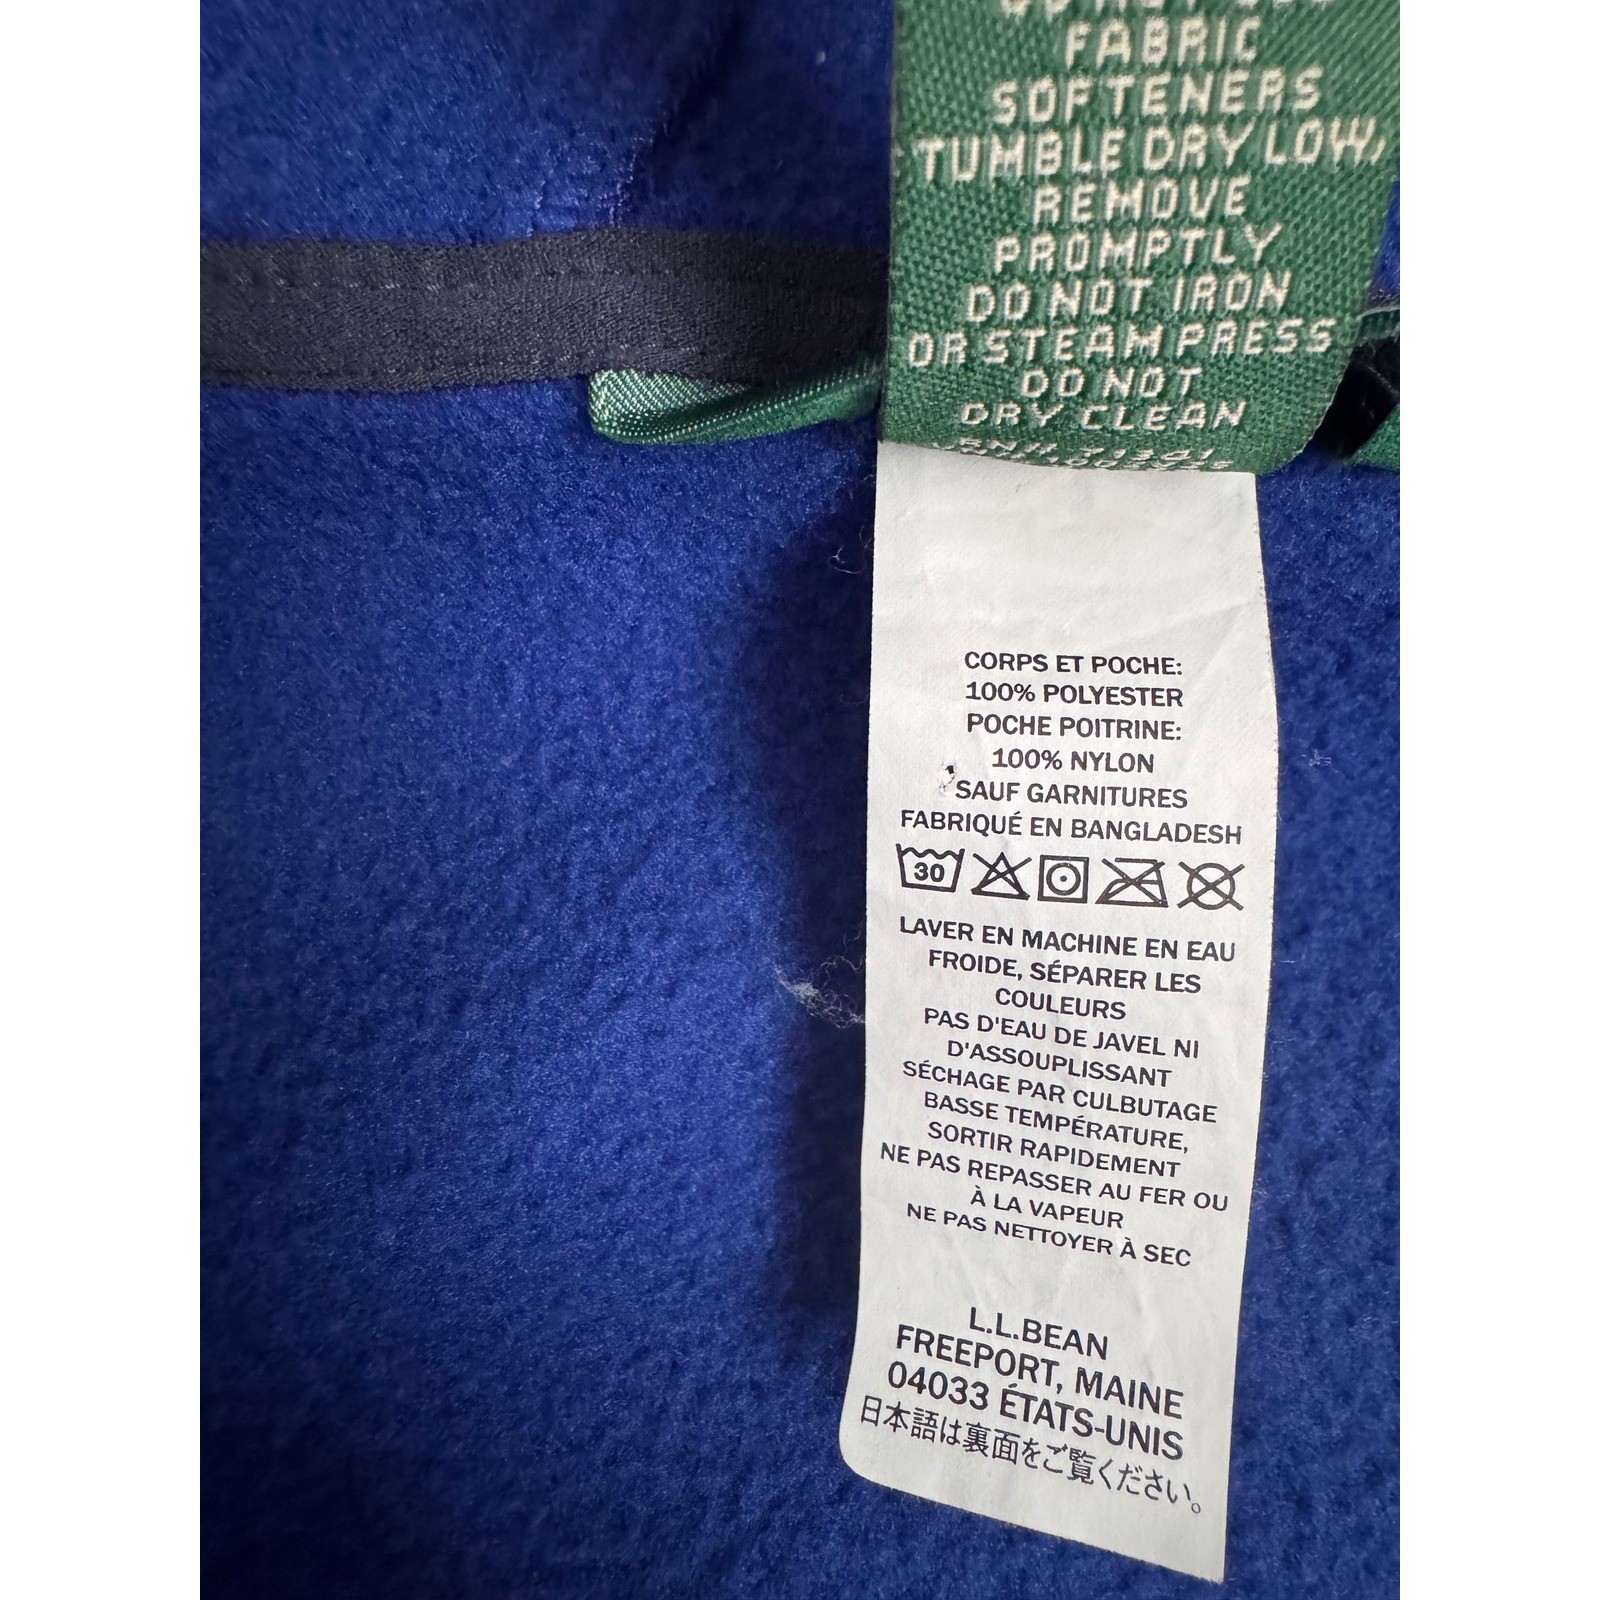 FABRIC
SOFTENERS
TUMBLE DRY LOW,
REMOVE
PROMPTLY
DO NOT IRON
OR STEAM PRESS
DO NOT
DRY CLEAN
CORPS ET POCHE:
100% POLYESTER
POCHE POITRINE:
100% NYLON
SAUF GARNITURES
FABRIQUÉ EN BANGLADESH
30
LAVER EN MACHINE EN EAU
FROIDE, SÉPARER LES
COULEURS
PAS D'EAU DE JAVEL NI
D'ASSOUPLISSANT
SÉCHAGE PAR CULBUTAGE
BASSE TEMPÉRATURE,
SORTIR RAPIDEMENT
NE PAS REPASSER AU FER OU
À LA VAPEUR
NE PAS NETTOYER À SEC
L.L.BEAN
FREEPORT, MAINE
04033 ÉTATS-UNIS
日本語は裏面をご覧ください。